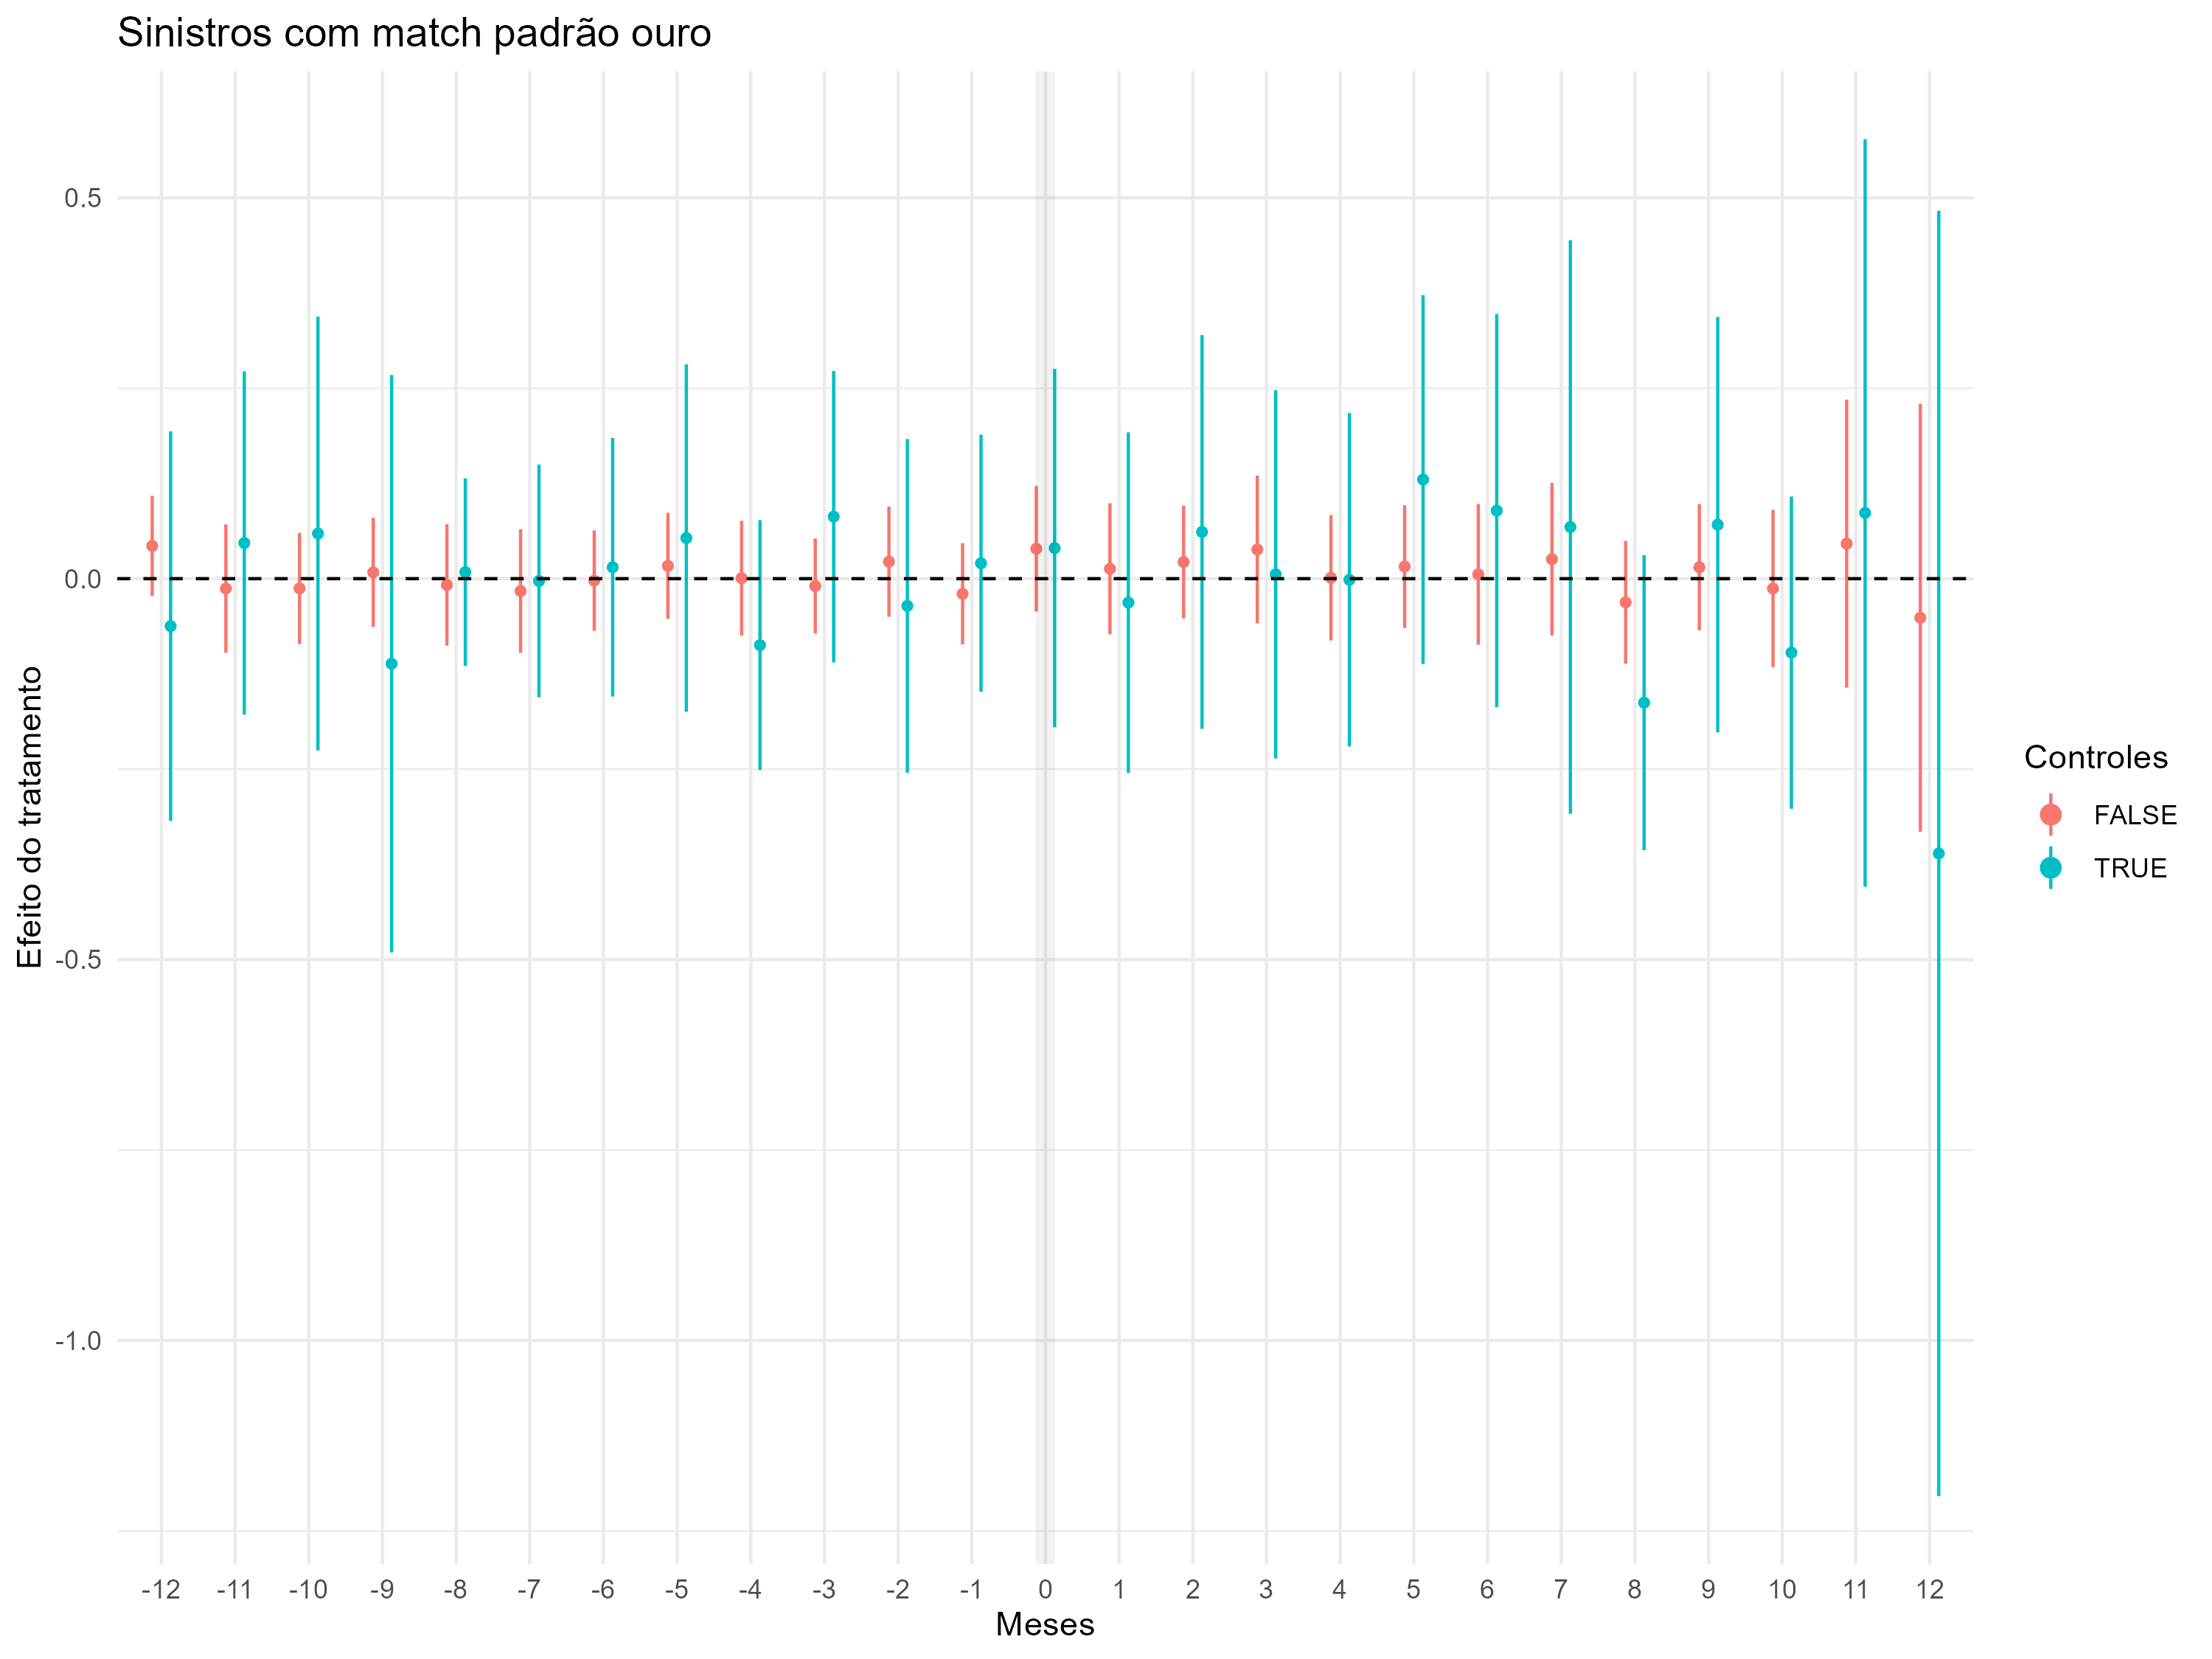 Sinistros com match padrão ouro
Efeito do tratamento
0.5
0.0
-0.5
-1.0
-12 -11 -10 -9 -8 -7 -6 -5 -4 -3 -2 -1 0 1 2 3 4 5 6 7 8 9 10 11 12
Meses
Controles
FALSE
TRUE